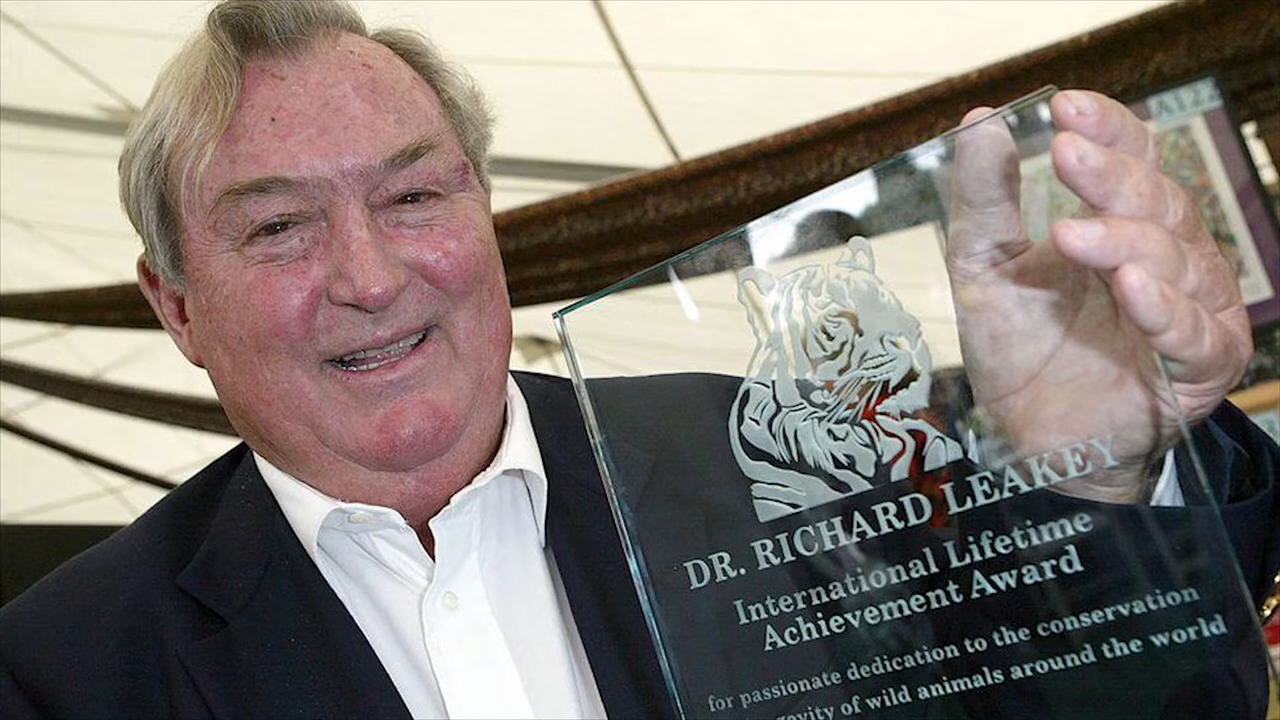 DR. RICHARD LEAKEY
International Lifetime
Achievement Award
for passionate dedication to the conservation
of wild animals around the world